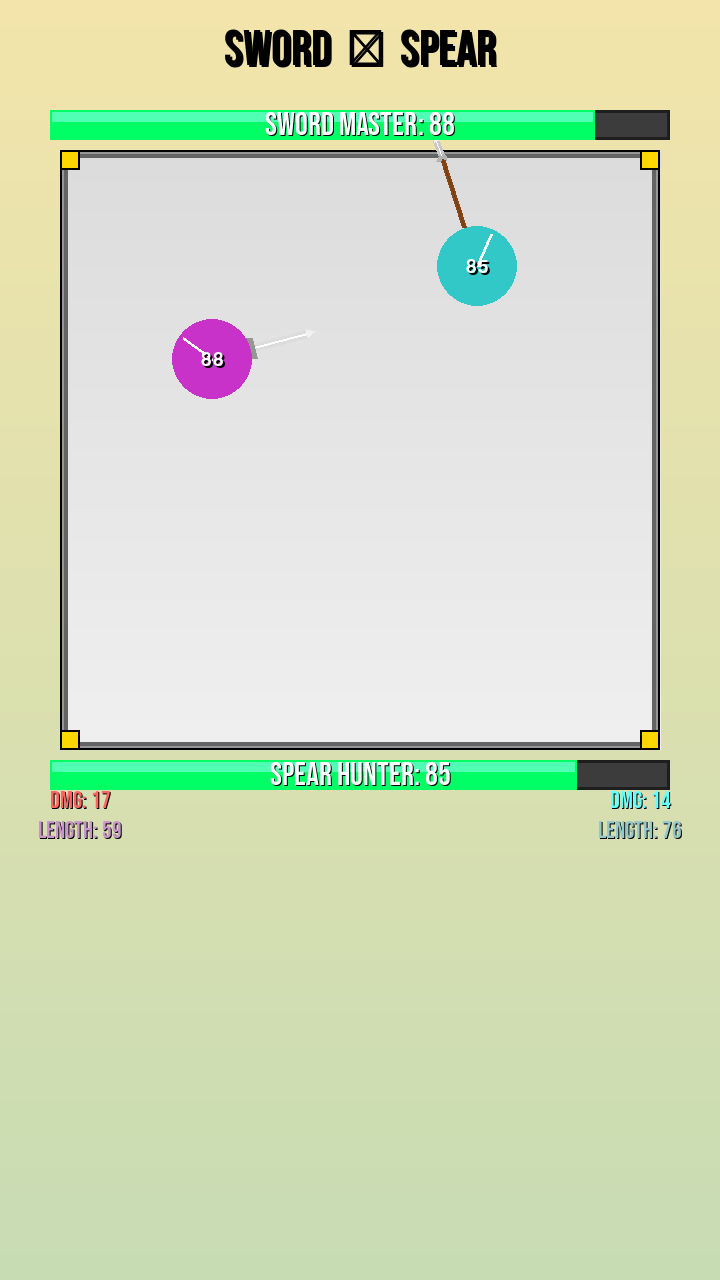 SWORD ☒ SPEAR
SWORD MASTER: 88
85
88
SPEAR HUNTER: 85
DMG: 17 DMG: 14
LENGTH: 59 LENGTH: 76